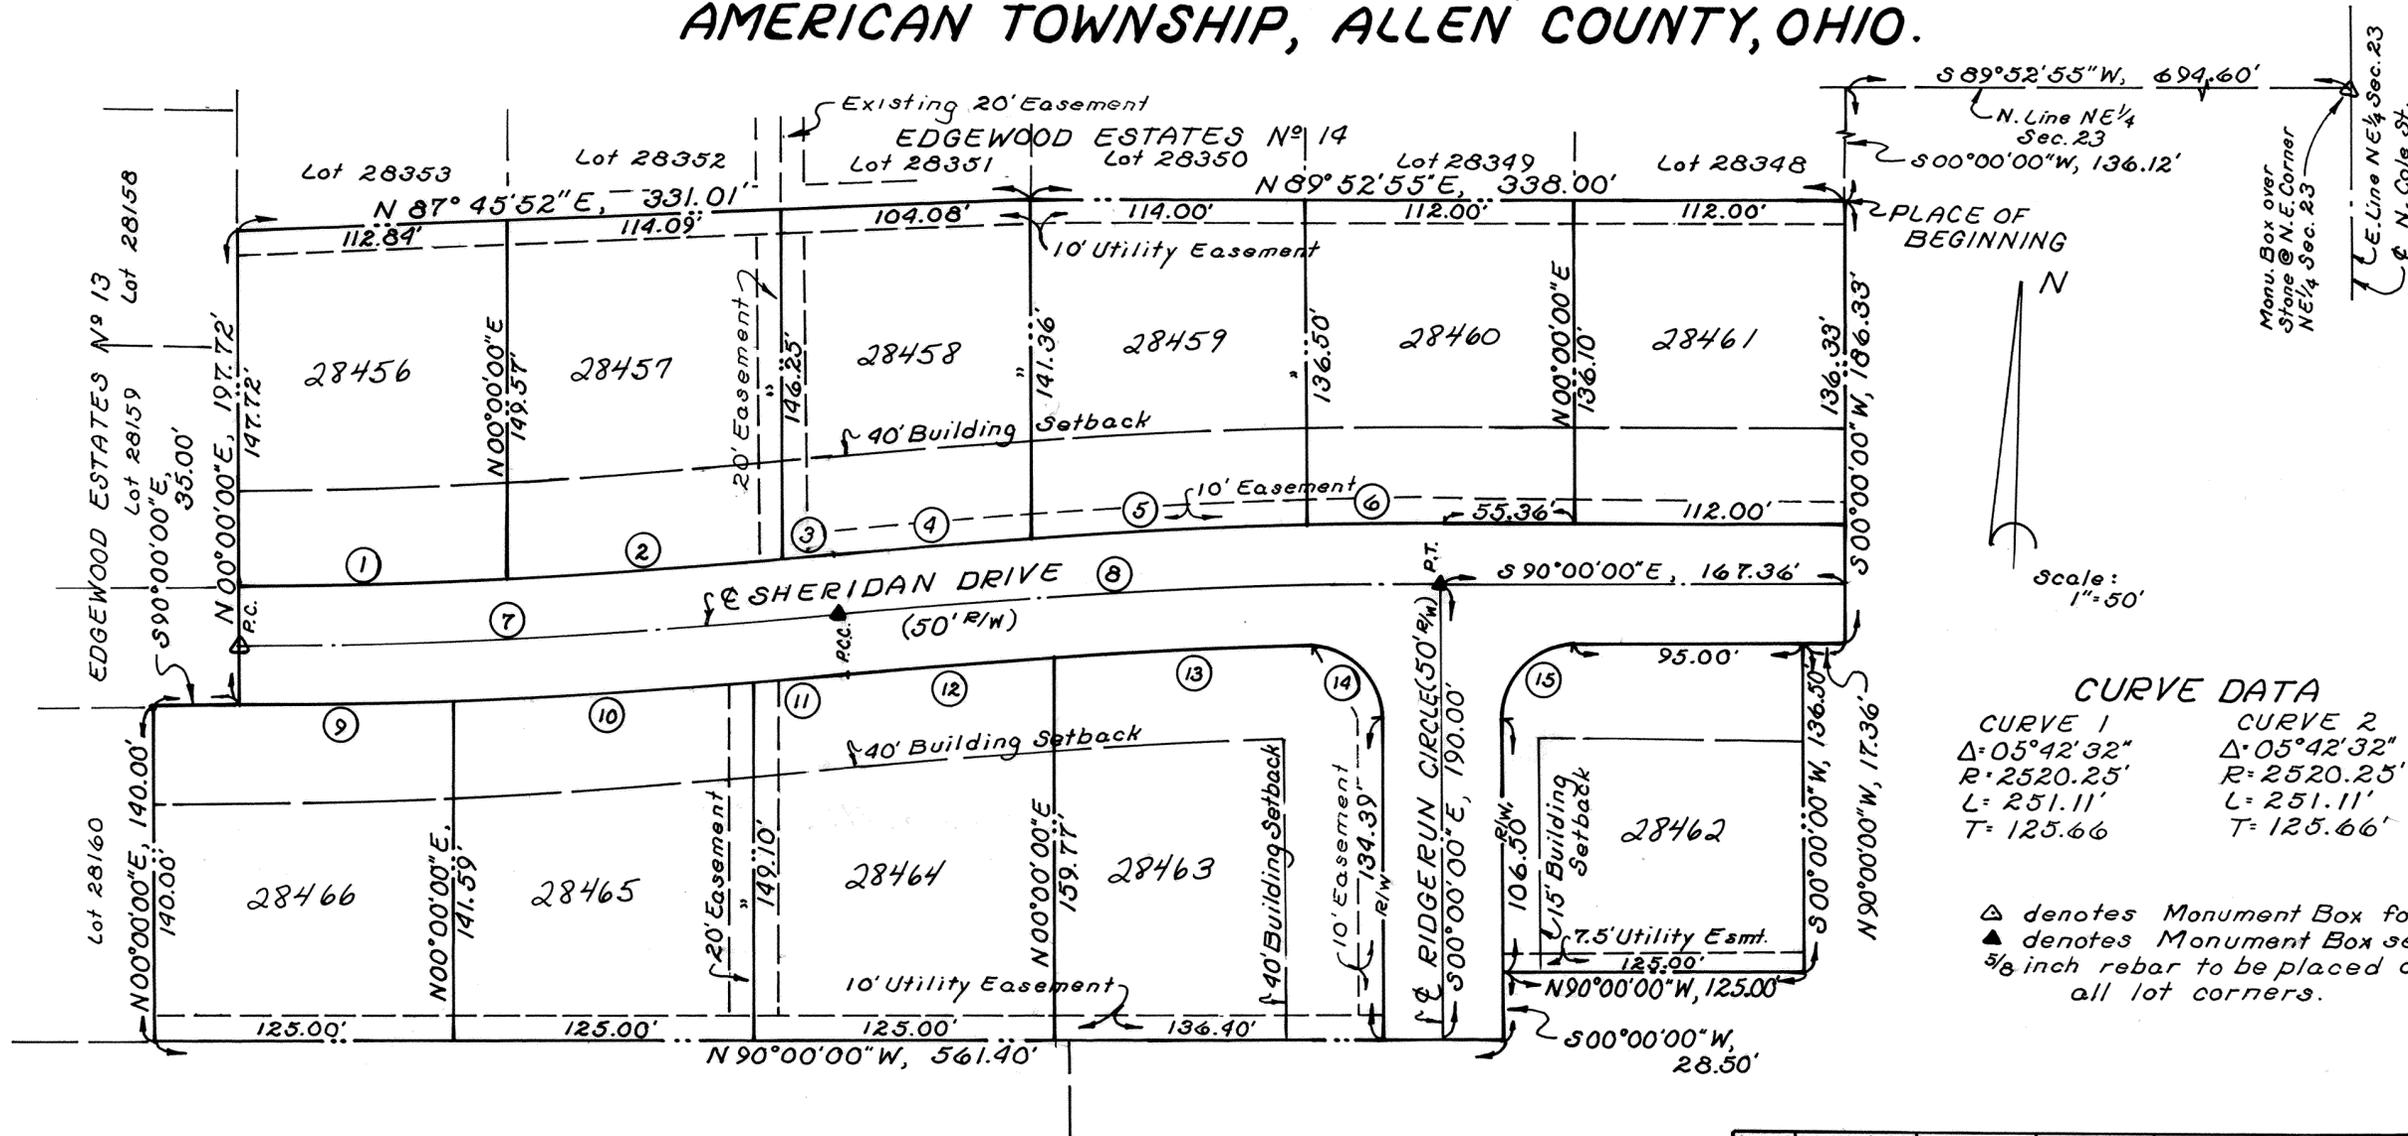 AMERICAN TOWNSHIP, ALLEN COUNTY, OHIO.
S 89°52'55"W, 694.60'
N. Line NE¼
Sec. 23
S 00°00'00"W, 136.12'
E. Line NE¼ Sec. 23
Monu. Box over
Stone @ N.E. Corner
NE¼ Sec. 23
Existing 20' Easement
EDGEWOOD ESTATES Nº 14
Lot 28353
Lot 28352
Lot 28351
Lot 28350
Lot 28349
Lot 28348
N 87° 45'52"E, 331.01'
N 89°52'55"E, 338.00'
112.84'
114.09'
104.08'
114.00'
112.00'
112.00'
PLACE OF
BEGINNING
10' Utility Easement
N
Scale:
1"=50'
EDGEWOOD ESTATES Nº 13
Lot 28158
Lot 28159
S90°00'00"E,
35.00'
N 00°00'00"E, 197.72'
147.72'
28456
N00°00'00"E
149.57'
28457
20' Easement
"
146.25'
28458
"
141.36'
28459
"
136.50'
28460
N00°00'00"E
136.10'
28461
136.33'
S00°00'00"W, 186.33'
40' Building Setback
10' Easement
1
2
3
4
5
6
55.36'
112.00'
P.C.
7
℄ SHERIDAN DRIVE
(50' R/W)
8
P.C.C.
P.T.
S 90°00'00"E, 167.36'
9
10
11
12
13
14
15
95.00'
N90°00'00"W, 17.36'
Lot 28160
N00°00'00"E, 140.00'
140.00'
28466
N00°00'00"E,
141.59'
28465
20' Easement
"
149.10'
28464
N00°00'00"E
159.77'
28463
40' Building Setback
40' Building Setback
10' Easement
134.39"
R/W
℄ RIDGERUN CIRCLE (50' R/W)
S00°00'00"E, 190.00'
R/W,
106.50'
15' Building
Setback
28462
S00°00'00"W, 136.50'
7.5' Utility Esmt.
125.00'
N90°00'00"W, 125.00'
S00°00'00"W,
28.50'
10' Utility Easement
125.00'
125.00'
125.00'
136.40'
N 90°00'00"W, 561.40'
CURVE DATA
CURVE 1
Δ=05°42'32"
R=2520.25'
L= 251.11'
T= 125.66
CURVE 2
Δ=05°42'32"
R=2520.25'
L= 251.11'
T= 125.66'
denotes Monument Box
denotes Monument Box
5/8 inch rebar to be placed
all lot corners.